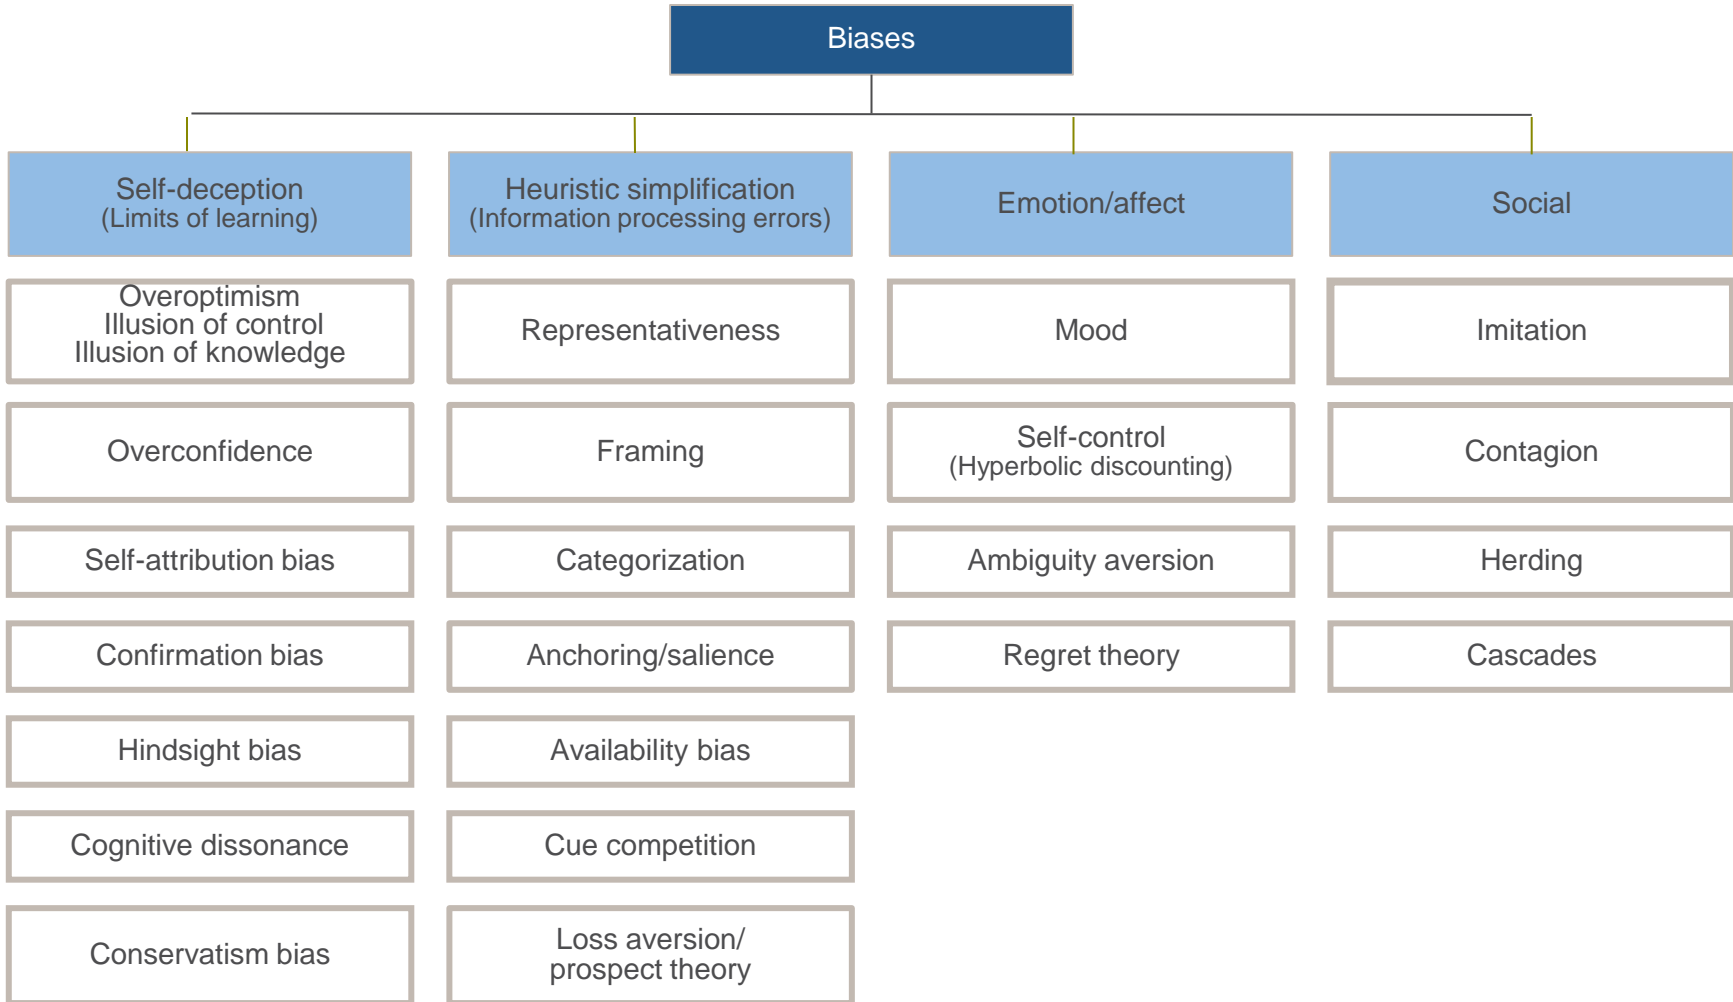 Biases
Self-deception
(Limits of learning)
Heuristic simplification
(Information processing errors)
Emotion/affect
Social
Overoptimism
Illusion of control
Illusion of knowledge
Representativeness
Mood
Imitation
Overconfidence
Framing
Self-control
(Hyperbolic discounting)
Contagion
Self-attribution bias
Categorization
Ambiguity aversion
Herding
Confirmation bias
Anchoring/salience
Regret theory
Cascades
Hindsight bias
Availability bias
Cognitive dissonance
Cue competition
Conservatism bias
Loss aversion/
prospect theory